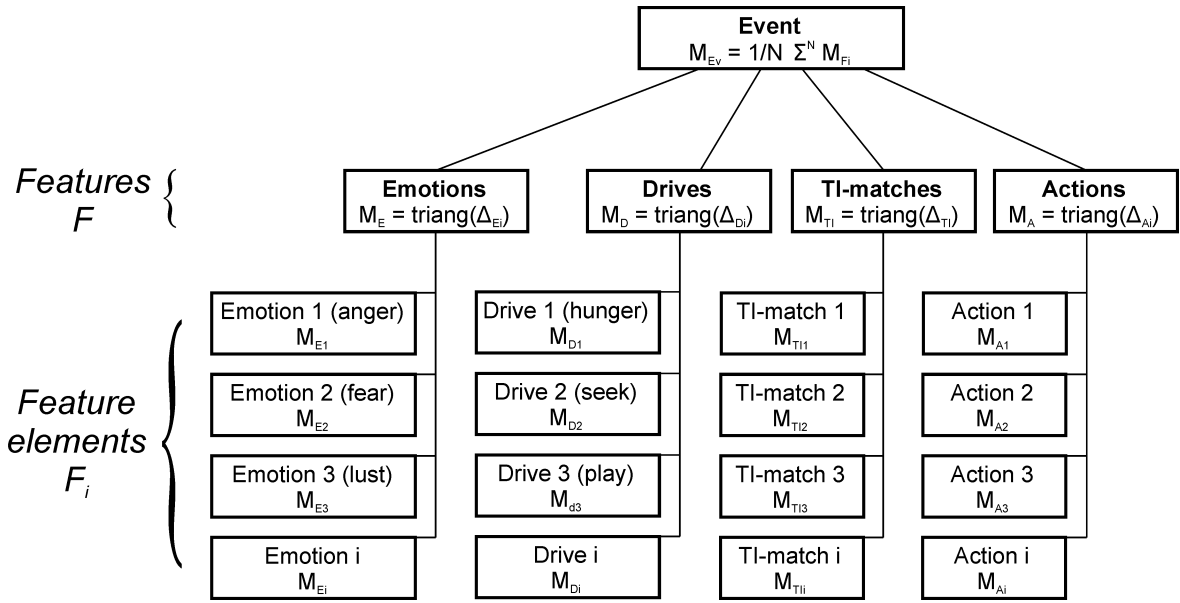 Event
M_Ev = 1/N Σ^N M_Fi
Features {
F
Emotions
M_E = triang(Δ_Ei)
Drives
M_D = triang(Δ_Di)
TI-matches
M_TI = triang(Δ_TI)
Actions
M_A = triang(Δ_Ai)
Feature
elements {
F_i
Emotion 1 (anger)
M_E1
Drive 1 (hunger)
M_D1
TI-match 1
M_TI1
Action 1
M_A1
Emotion 2 (fear)
M_E2
Drive 2 (seek)
M_D2
TI-match 2
M_TI2
Action 2
M_A2
Emotion 3 (lust)
M_E3
Drive 3 (play)
M_d3
TI-match 3
M_TI3
Action 3
M_A3
Emotion i
M_Ei
Drive i
M_Di
TI-match i
M_TIi
Action i
M_Ai